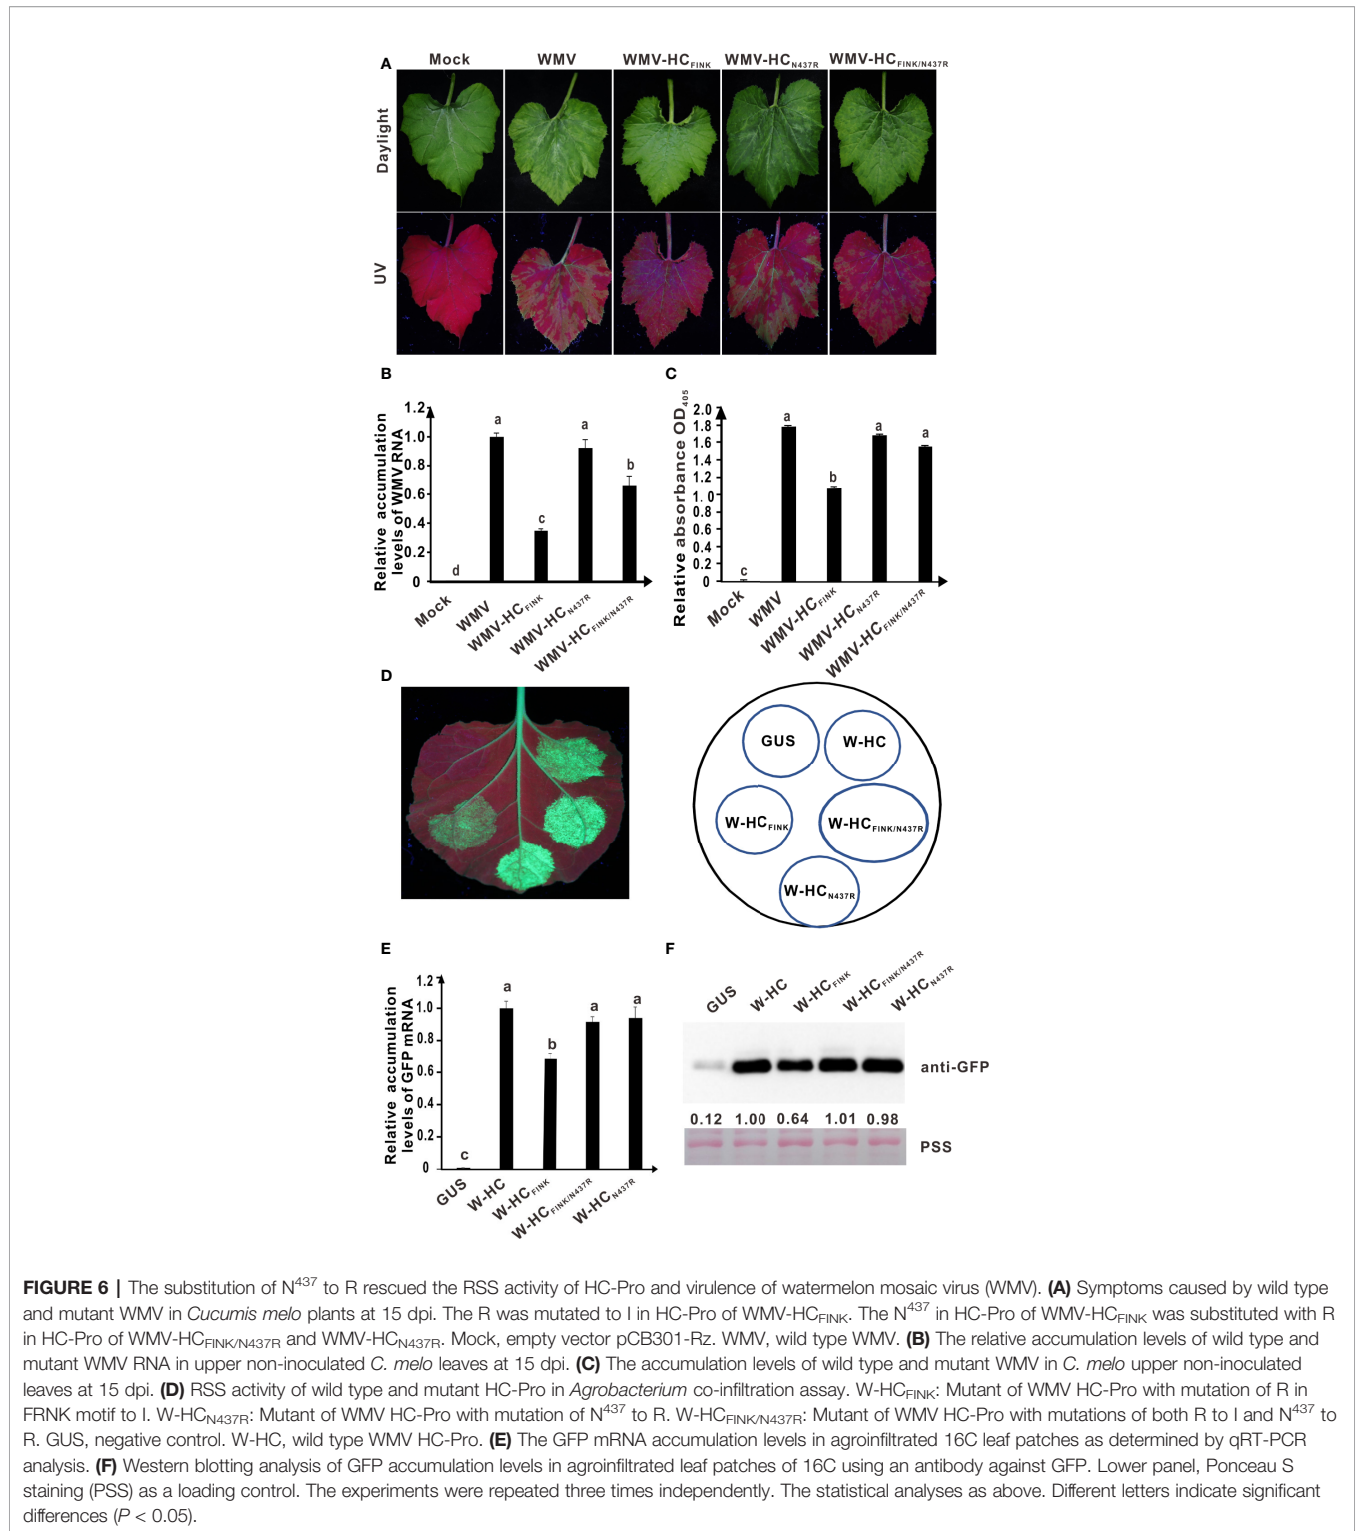 A
Mock WMV WMV-HCFINK WMV-HCN437R WMV-HCFINK/N437R
Daylight
UV
B
Relative accumulation
levels of WMV RNA
1.2
1.0
0.8
0.6
0.4
0.2
0
d a c a b
Mock WMV WMV-HCFINK WMV-HCN437R WMV-HCFINK/N437R
C
Relative absorbance OD405
2.0
1.8
1.6
1.4
1.2
1.0
0.8
0.6
0.4
0.2
0
c a b a a
Mock WMV WMV-HCFINK WMV-HCN437R WMV-HCFINK/N437R
D
GUS W-HC
W-HCFINK W-HCFINK/N437R
W-HCN437R
E
Relative accumulation
levels of GFP mRNA
1.2
1.0
0.8
0.6
0.4
0.2
0
c a b a a
GUS W-HC W-HCFINK W-HCFINK/N437R W-HCN437R
F
GUS W-HC W-HCFINK W-HCFINK/N437R W-HCN437R
anti-GFP
0.12 1.00 0.64 1.01 0.98
PSS
FIGURE 6 | The substitution of N437 to R rescued the RSS activity of HC-Pro and virulence of watermelon mosaic virus (WMV). (A) Symptoms caused by wild type
and mutant WMV in Cucumis melo plants at 15 dpi. The R was mutated to I in HC-Pro of WMV-HCFINK. The N437 in HC-Pro of WMV-HCFINK was substituted with R
in HC-Pro of WMV-HCFINK/N437R and WMV-HCN437R. Mock, empty vector pCB301-Rz. WMV, wild type WMV. (B) The relative accumulation levels of wild type and
mutant WMV RNA in upper non-inoculated C. melo leaves at 15 dpi. (C) The accumulation levels of wild type and mutant WMV in C. melo upper non-inoculated
leaves at 15 dpi. (D) RSS activity of wild type and mutant HC-Pro in Agrobacterium co-infiltration assay. W-HCFINK: Mutant of WMV HC-Pro with mutation of R in
FRNK motif to I. W-HCN437R: Mutant of WMV HC-Pro with mutation of N437 to R. W-HCFINK/N437R: Mutant of WMV HC-Pro with mutations of both R to I and N437 to
R. GUS, negative control. W-HC, wild type WMV HC-Pro. (E) The GFP mRNA accumulation levels in agroinfiltrated 16C leaf patches as determined by qRT-PCR
analysis. (F) Western blotting analysis of GFP accumulation levels in agroinfiltrated leaf patches of 16C using an antibody against GFP. Lower panel, Ponceau S
staining (PSS) as a loading control. The experiments were repeated three times independently. The statistical analyses as above. Different letters indicate significant
differences (P < 0.05).